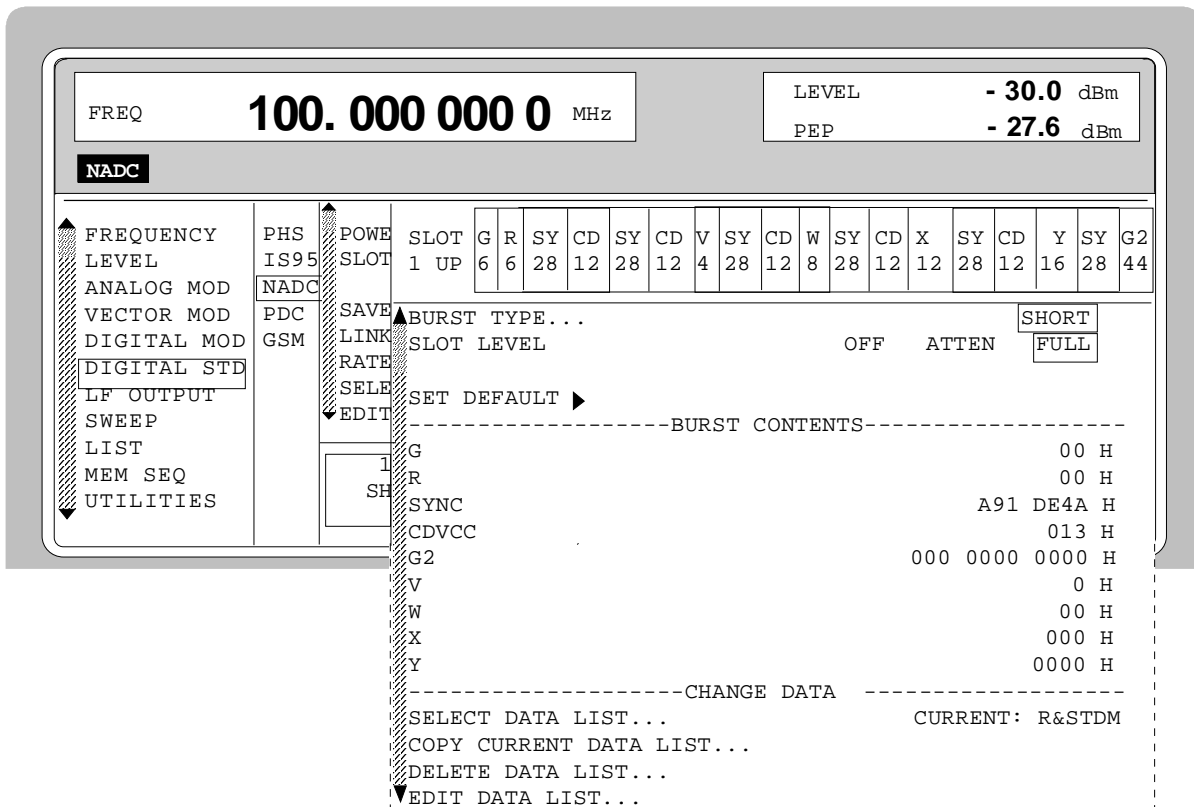 FREQ 100. 000 000 0 MHz
LEVEL - 30.0 dBm
PEP - 27.6 dBm
NADC
FREQUENCY
LEVEL
ANALOG MOD
VECTOR MOD
DIGITAL MOD
DIGITAL STD
LF OUTPUT
SWEEP
LIST
MEM SEQ
UTILITIES
PHS
IS95
NADC
PDC
GSM
POWE
SLOT
SAVE
LINK
RATE
SELE
EDIT
1
SH
SLOT G R SY CD SY CD V SY CD W SY CD X SY CD Y SY G2
1 UP 6 6 28 12 28 12 4 28 12 8 28 12 12 28 12 16 28 44
BURST TYPE... SHORT
SLOT LEVEL OFF ATTEN FULL
SET DEFAULT
-------------------BURST CONTENTS-------------------
G 00 H
R 00 H
SYNC A91 DE4A H
CDVCC 013 H
G2 000 0000 0000 H
V 0 H
W 00 H
X 000 H
Y 0000 H
--------------------CHANGE DATA -------------------
SELECT DATA LIST... CURRENT: R&STDM
COPY CURRENT DATA LIST...
DELETE DATA LIST...
EDIT DATA LIST...